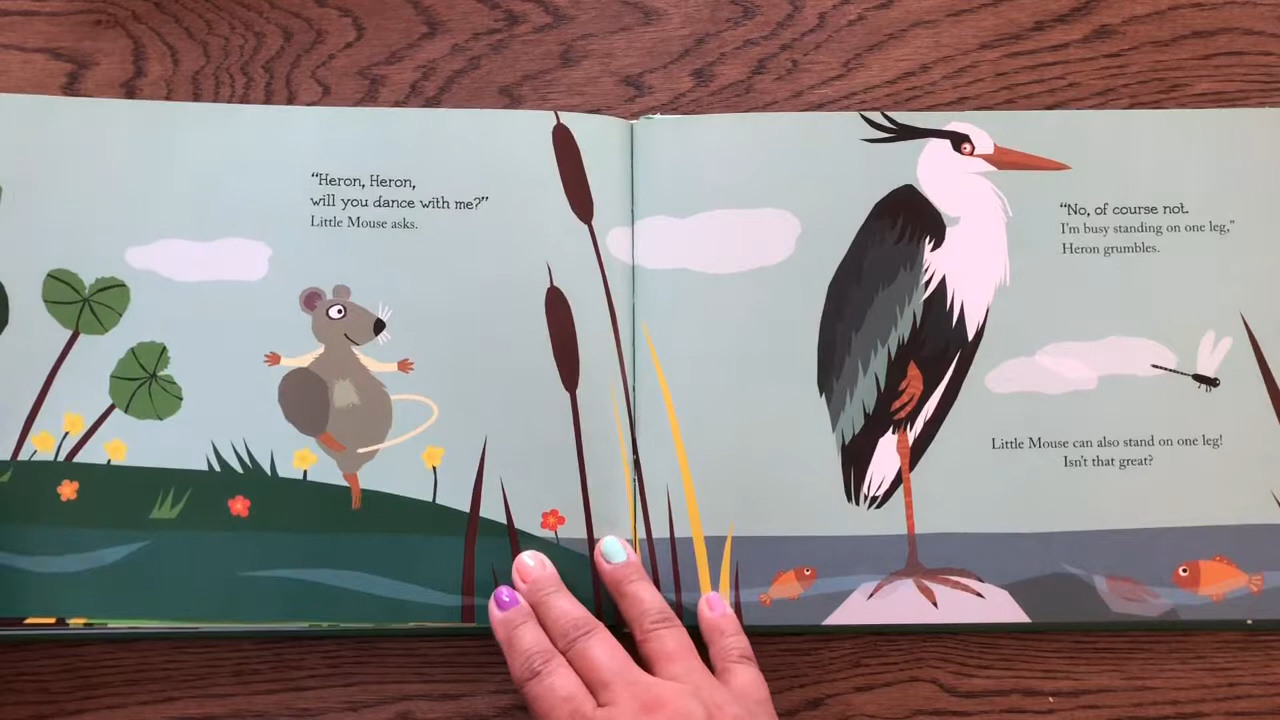 “Heron, Heron,
will you dance with me?”
Little Mouse asks.
“No, of course not.
I'm busy standing on one leg,"
Heron grumbles.
Little Mouse can also stand on one leg!
Isn't that great?